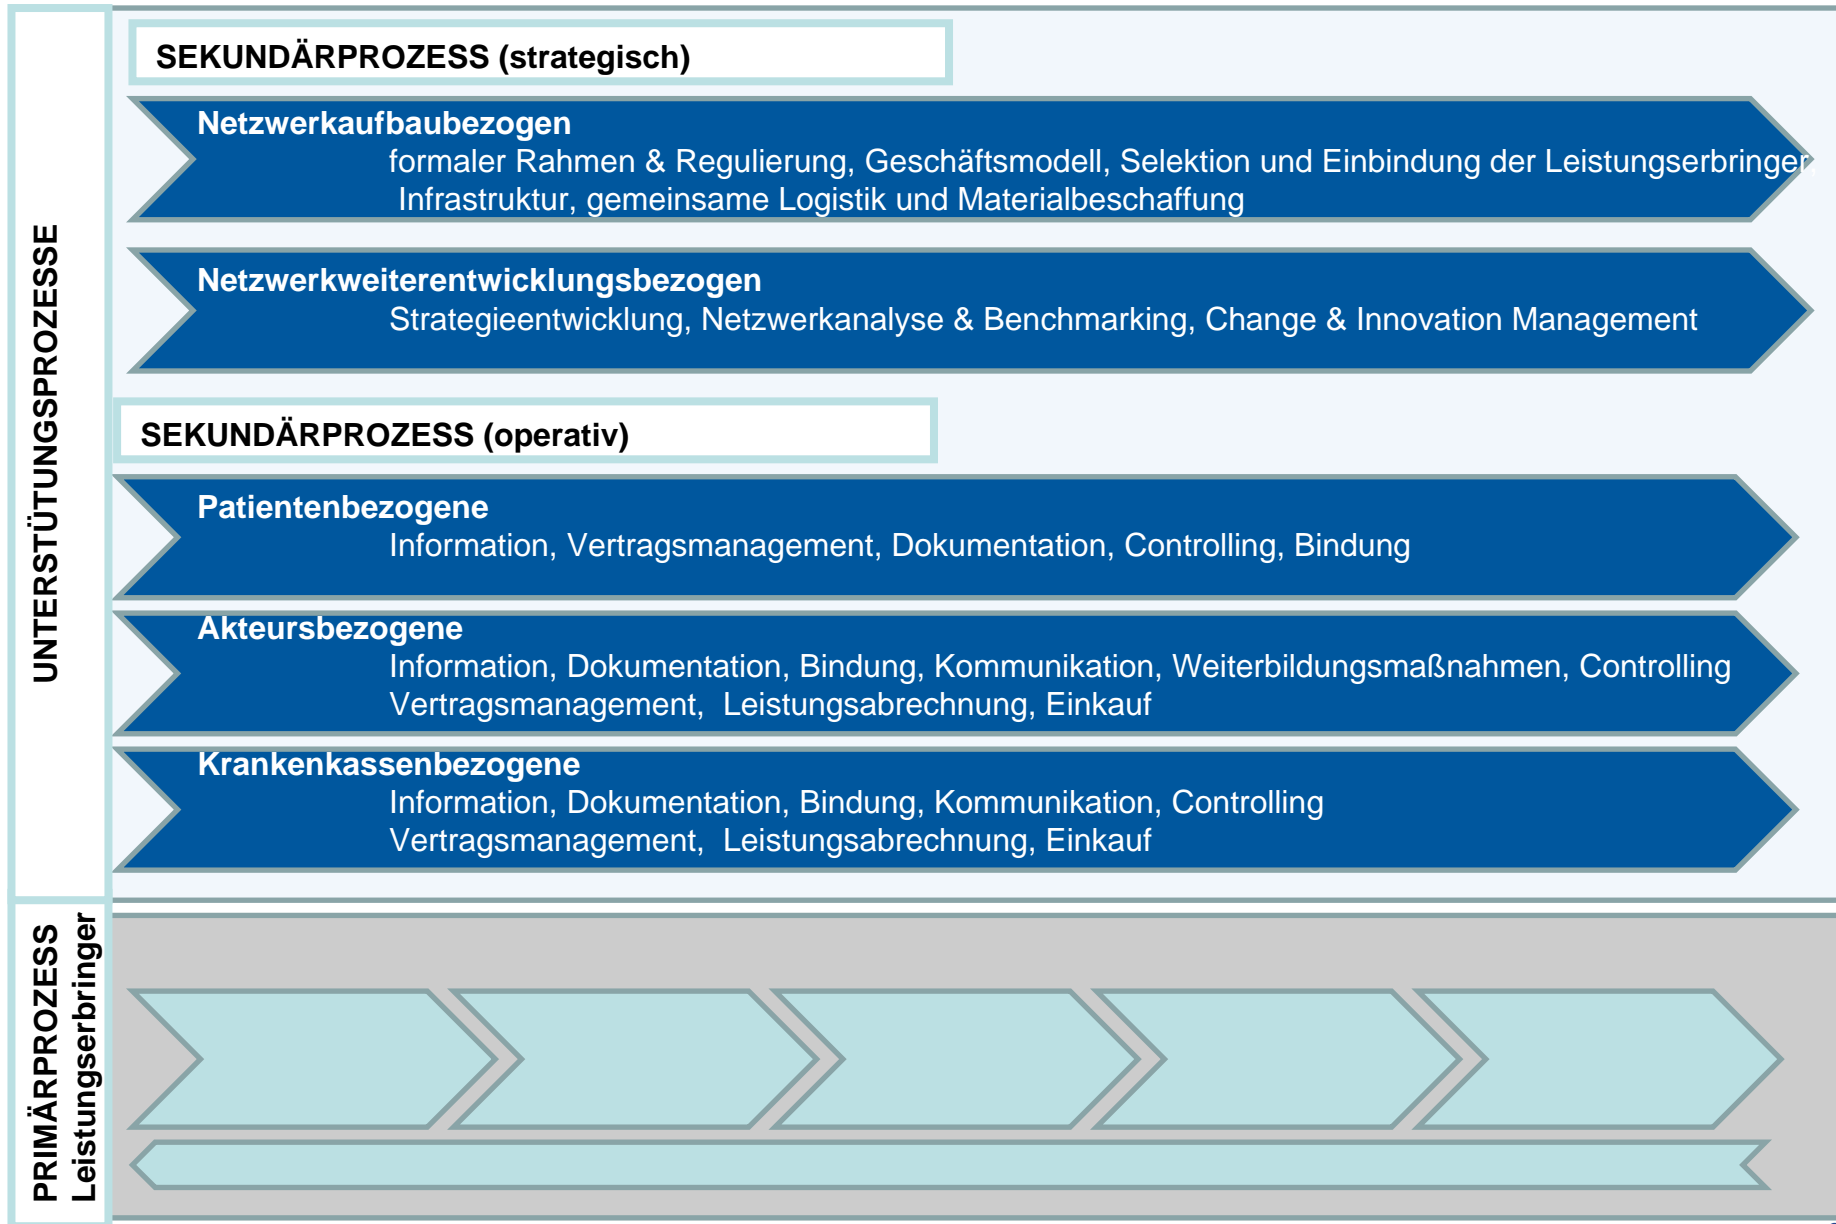 UNTERSTÜTUNGSPROZESSE
SEKUNDÄRPROZESS (strategisch)
Netzwerkaufbaubezogen
formaler Rahmen & Regulierung, Geschäftsmodell, Selektion und Einbindung der Leistungserbringer,
Infrastruktur, gemeinsame Logistik und Materialbeschaffung
Netzwerkweiterentwicklungsbezogen
Strategieentwicklung, Netzwerkanalyse & Benchmarking, Change & Innovation Management
SEKUNDÄRPROZESS (operativ)
Patientenbezogene
Information, Vertragsmanagement, Dokumentation, Controlling, Bindung
Akteursbezogene
Information, Dokumentation, Bindung, Kommunikation, Weiterbildungsmaßnahmen, Controlling
Vertragsmanagement,  Leistungsabrechnung, Einkauf
Krankenkassenbezogene
Information, Dokumentation, Bindung, Kommunikation, Controlling
Vertragsmanagement,  Leistungsabrechnung, Einkauf
PRIMÄRPROZESS
Leistungserbringer